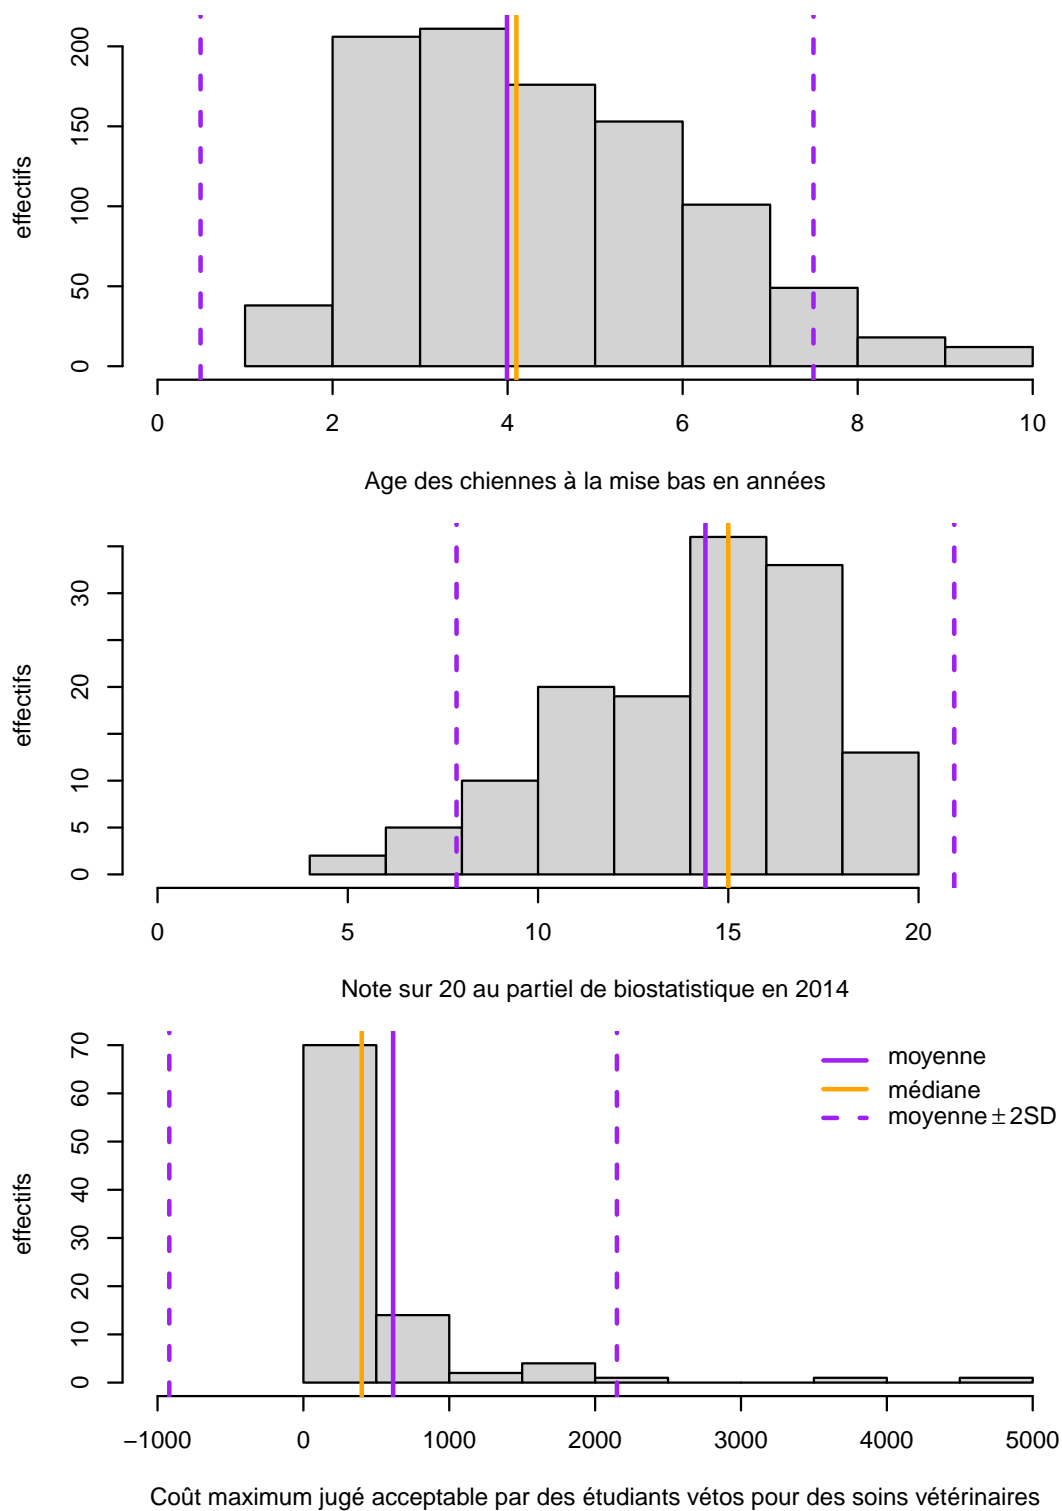 effectifs
0
50
100
150
200
0 2 4 6 8 10
Age des chiennes à la mise bas en années
effectifs
0
5
10
20
30
0 5 10 15 20
Note sur 20 au partiel de biostatistique en 2014
effectifs
0
10
20
30
40
50
60
70
moyenne
médiane
moyenne ± 2SD
−1000 0 1000 2000 3000 4000 5000
Coût maximum jugé acceptable par des étudiants vétos pour des soins vétérinaires